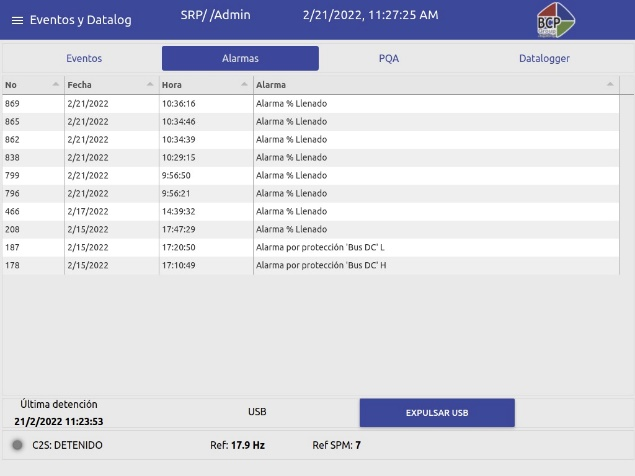 Eventos y Datalog SRP/ /Admin 2/21/2022, 11:27:25 AM BCP
Eventos Alarmas PQA Datalogger
No Fecha Hora Alarma
869 2/21/2022 10:36:16 Alarma % Llenado
865 2/21/2022 10:34:46 Alarma % Llenado
862 2/21/2022 10:34:39 Alarma % Llenado
838 2/21/2022 10:29:15 Alarma % Llenado
799 2/21/2022 9:56:50 Alarma % Llenado
796 2/21/2022 9:56:21 Alarma % Llenado
466 2/17/2022 14:39:32 Alarma % Llenado
208 2/15/2022 17:47:29 Alarma % Llenado
187 2/15/2022 17:20:50 Alarma por protección 'Bus DC' L
178 2/15/2022 17:10:49 Alarma por protección 'Bus DC' H
Última detención
21/2/2022 11:23:53
USB
EXPULSAR USB
C2S: DETENIDO Ref: 17.9 Hz Ref SPM: 7